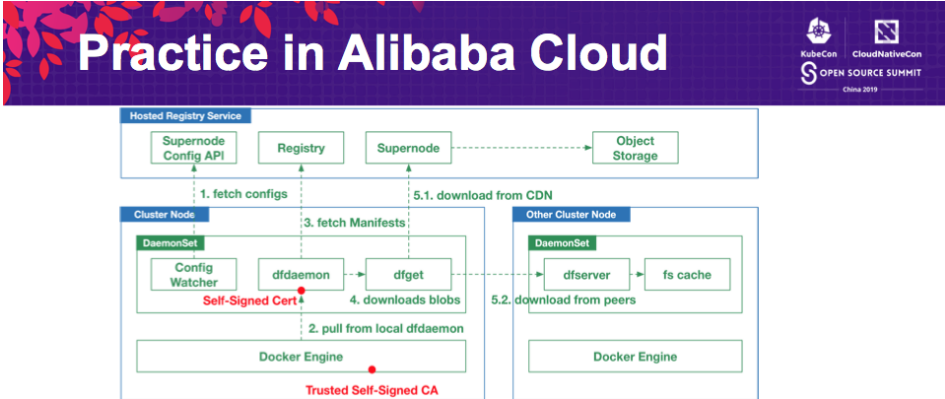 Practice in Alibaba Cloud
KubeCon
CloudNativeCon
OPEN SOURCE SUMMIT
China 2019
Hosted Registry Service
Supernode
Config API
Registry
Supernode
Object
Storage
1. fetch configs
5.1. download from CDN
3. fetch Manifests
Cluster Node
Other Cluster Node
DaemonSet
DaemonSet
Config
Watcher
dfdaemon
dfget
dfserver
fs cache
Self-Signed Cert
4. downloads blobs
5.2. download from peers
2. pull from local dfdaemon
Docker Engine
Docker Engine
Trusted Self-Signed CA